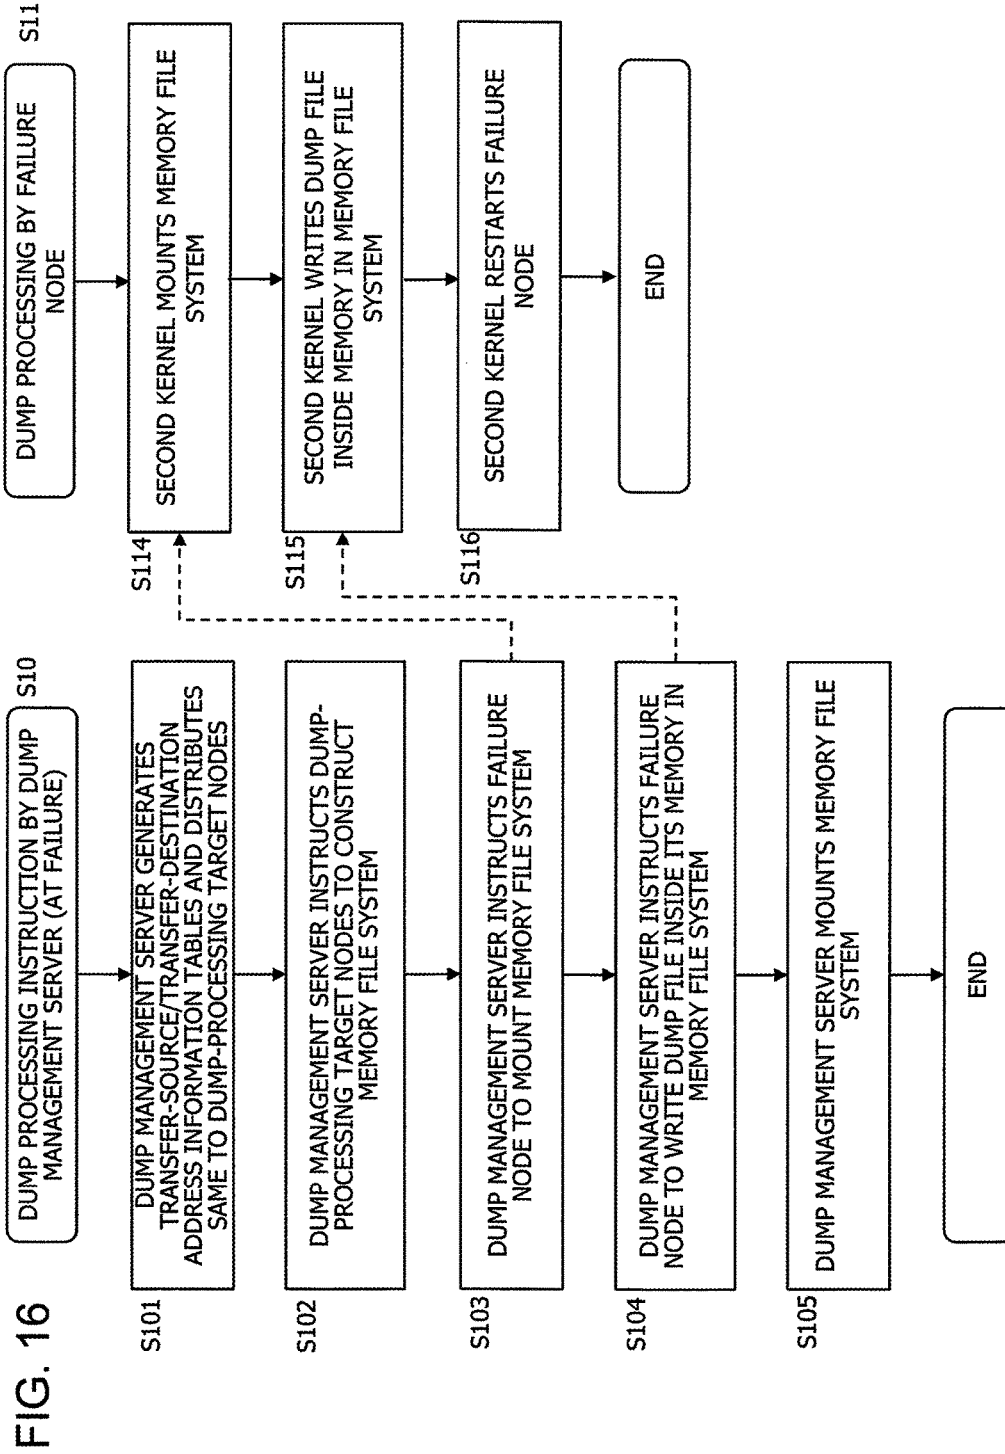 FIG. 16
DUMP PROCESSING INSTRUCTION BY DUMP
MANAGEMENT SERVER (AT FAILURE)
S10
S101
DUMP MANAGEMENT SERVER GENERATES
TRANSFER-SOURCE/TRANSFER-DESTINATION
ADDRESS INFORMATION TABLES AND DISTRIBUTES
SAME TO DUMP-PROCESSING TARGET NODES
S102
DUMP MANAGEMENT SERVER INSTRUCTS DUMP-
PROCESSING TARGET NODES TO CONSTRUCT
MEMORY FILE SYSTEM
S103
DUMP MANAGEMENT SERVER INSTRUCTS FAILURE
NODE TO MOUNT MEMORY FILE SYSTEM
S104
DUMP MANAGEMENT SERVER INSTRUCTS FAILURE
NODE TO WRITE DUMP FILE INSIDE ITS MEMORY IN
MEMORY FILE SYSTEM
S105
DUMP MANAGEMENT SERVER MOUNTS MEMORY FILE
SYSTEM
END
DUMP PROCESSING BY FAILURE
NODE
S11
S114
SECOND KERNEL MOUNTS MEMORY FILE
SYSTEM
S115
SECOND KERNEL WRITES DUMP FILE
INSIDE MEMORY IN MEMORY FILE
SYSTEM
S116
SECOND KERNEL RESTARTS FAILURE
NODE
END